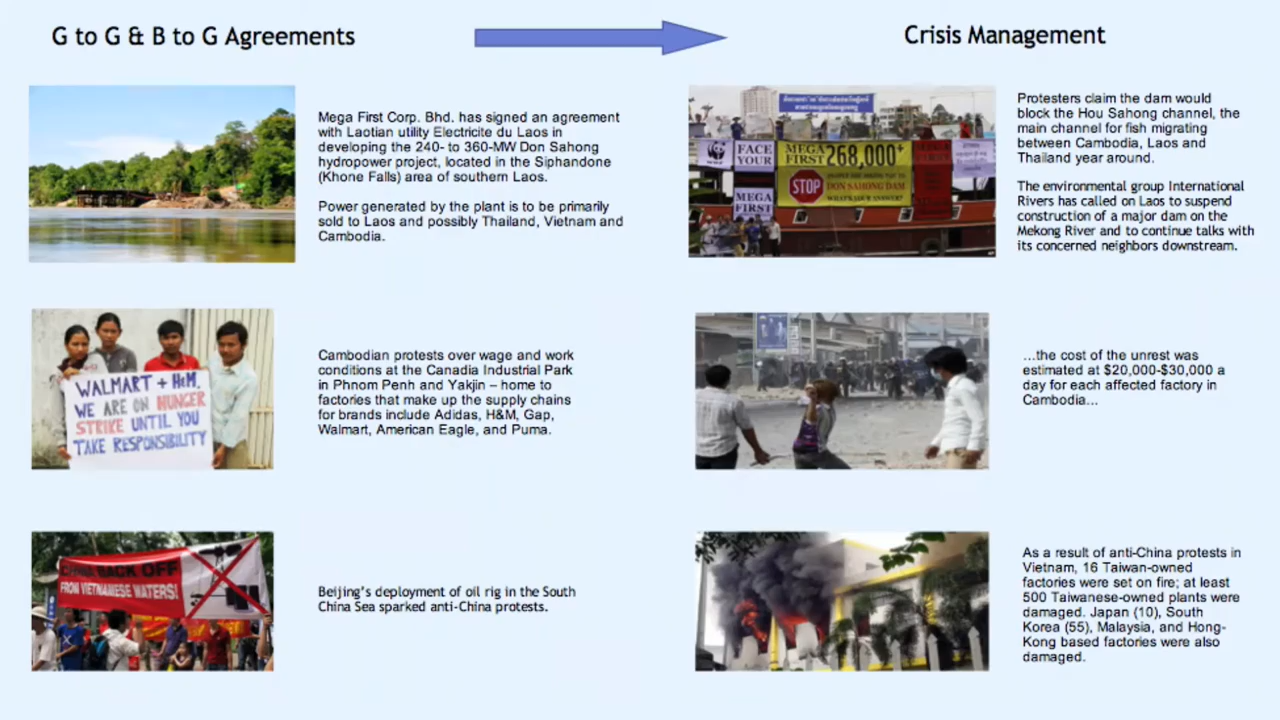 G to G & B to G Agreements
Crisis Management
Mega First Corp. Bhd. has signed an agreement
with Laotian utility Electricite du Laos in
developing the 240- to 360-MW Don Sahong
hydropower project, located in the Siphandone
(Khone Falls) area of southern Laos.
Power generated by the plant is to be primarily
sold to Laos and possibly Thailand, Vietnam and
Cambodia.
WWF
FACE
YOUR
MEGA
FIRST
MEGA
FIRST
268,000+
STOP
DON SAHONG DAM
WHAT'S YOUR ANSWER?
Protesters claim the dam would
block the Hou Sahong channel, the
main channel for fish migrating
between Cambodia, Laos and
Thailand year around.
The environmental group International
Rivers has called on Laos to suspend
construction of a major dam on the
Mekong River and to continue talks with
its concerned neighbors downstream.
WALMART + H&M,
WE ARE ON HUNGER
STRIKE UNTIL YOU
TAKE RESPONSIBILITY
Cambodian protests over wage and work
conditions at the Canadia Industrial Park
in Phnom Penh and Yakjin – home to
factories that make up the supply chains
for brands include Adidas, H&M, Gap,
Walmart, American Eagle, and Puma.
...the cost of the unrest was
estimated at $20,000-$30,000 a
day for each affected factory in
Cambodia...
CHINA BACK OFF
FROM VIETNAMESE WATERS!
Beijing's deployment of oil rig in the South
China Sea sparked anti-China protests.
As a result of anti-China protests in
Vietnam, 16 Taiwan-owned
factories were set on fire; at least
500 Taiwanese-owned plants were
damaged. Japan (10), South
Korea (55), Malaysia, and Hong-
Kong based factories were also
damaged.